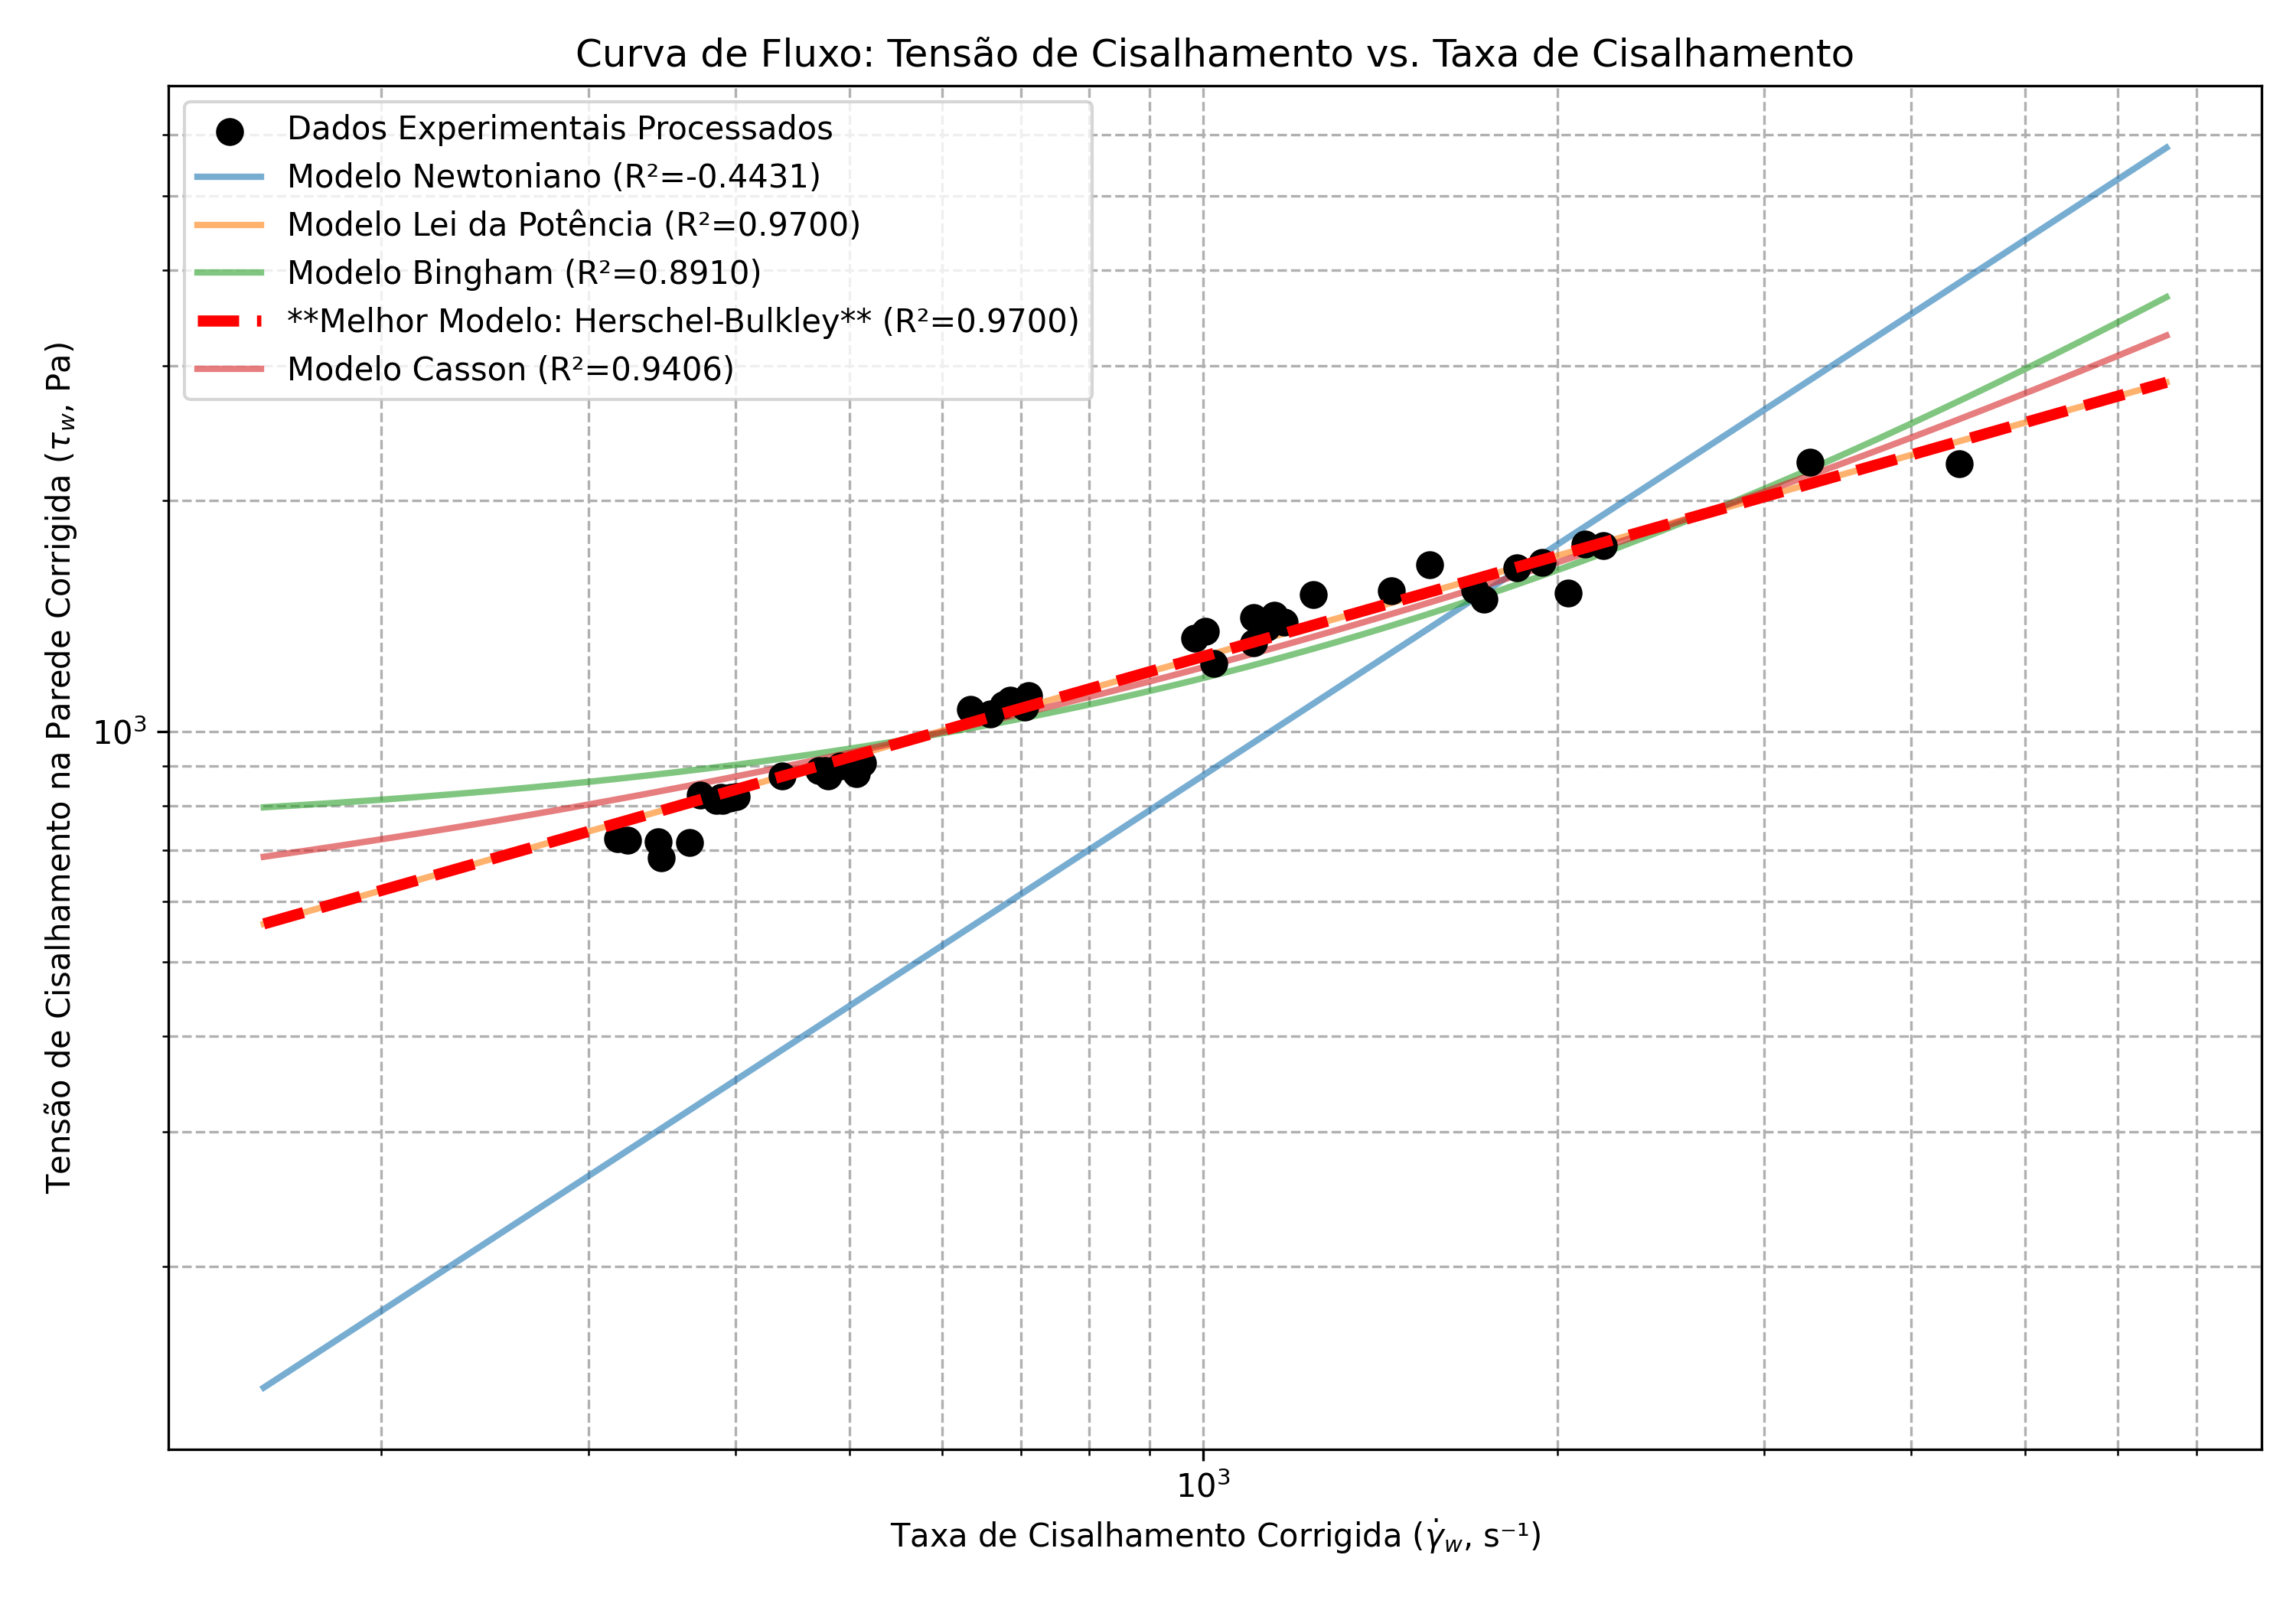 Curva de Fluxo: Tensão de Cisalhamento vs. Taxa de Cisalhamento
Dados Experimentais Processados
Modelo Newtoniano (R²=-0.4431)
Modelo Lei da Potência (R²=0.9700)
Modelo Bingham (R²=0.8910)
**Melhor Modelo: Herschel-Bulkley** (R²=0.9700)
Modelo Casson (R²=0.9406)
Tensão de Cisalhamento na Parede Corrigida (τ_w, Pa)
10³
10³
Taxa de Cisalhamento Corrigida (γ̇_w, s⁻¹)